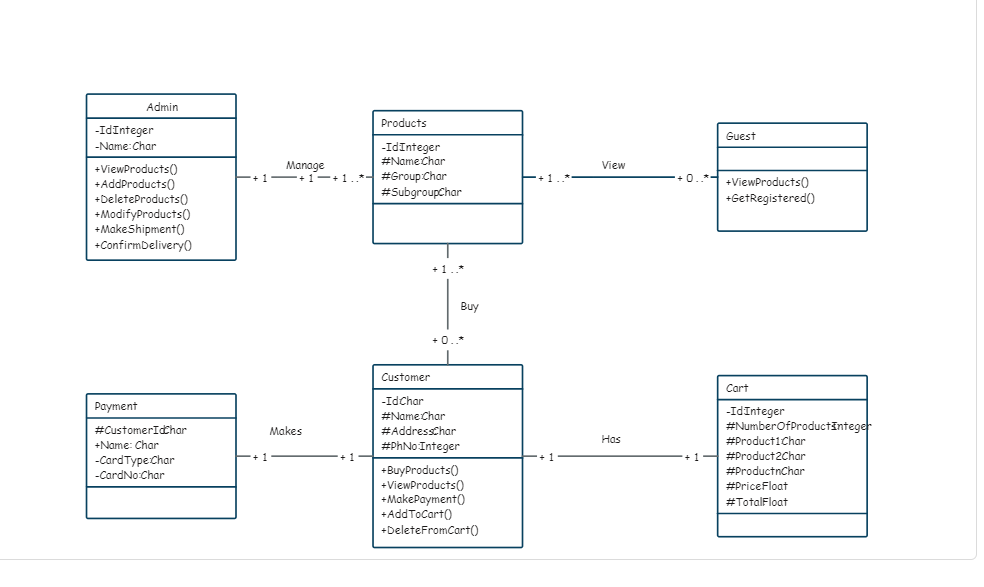 Admin
-IdInteger
-Name:Char
+ViewProducts()
+AddProducts()
+DeleteProducts()
+ModifyProducts()
+MakeShipment()
+ConfirmDelivery()
Manage
+ 1
+ 1
+ 1 ..*
Products
-IdInteger
#Name:Char
#Group:Char
#SubgroupChar
View
+ 1 ..*
+ 0 ..*
Guest
+ViewProducts()
+GetRegistered()
+ 1 ..*
Buy
+ 0 ..*
Payment
#CustomerIdChar
+Name: Char
-CardType:Char
-CardNo:Char
Makes
+ 1
+ 1
Customer
-IdChar
#Name:Char
#AddressChar
#PhNo:Integer
+BuyProducts()
+ViewProducts()
+MakePayment()
+AddToCart()
+DeleteFromCart()
Has
+ 1
+ 1
Cart
-IdInteger
#NumberOfProductsInteger
#Product1:Char
#Product2Char
#ProductnChar
#PriceFloat
#TotalFloat